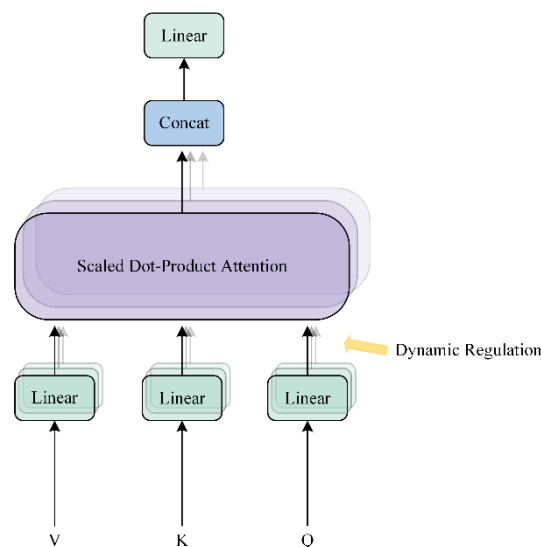 Linear
Concat
Scaled Dot-Product Attention
Dynamic Regulation
Linear
Linear
Linear
V
K
Q